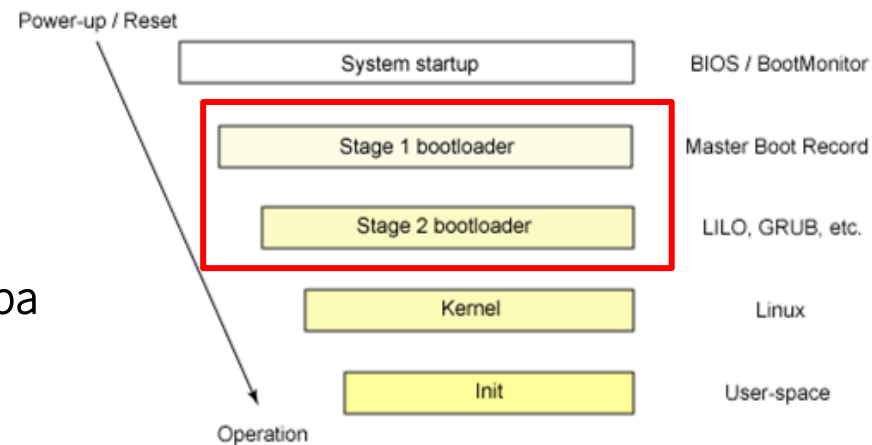 Power-up / Reset
System startup BIOS / BootMonitor
Stage 1 bootloader Master Boot Record
Stage 2 bootloader LILO, GRUB, etc.
Kernel Linux
Init User-space
Operation